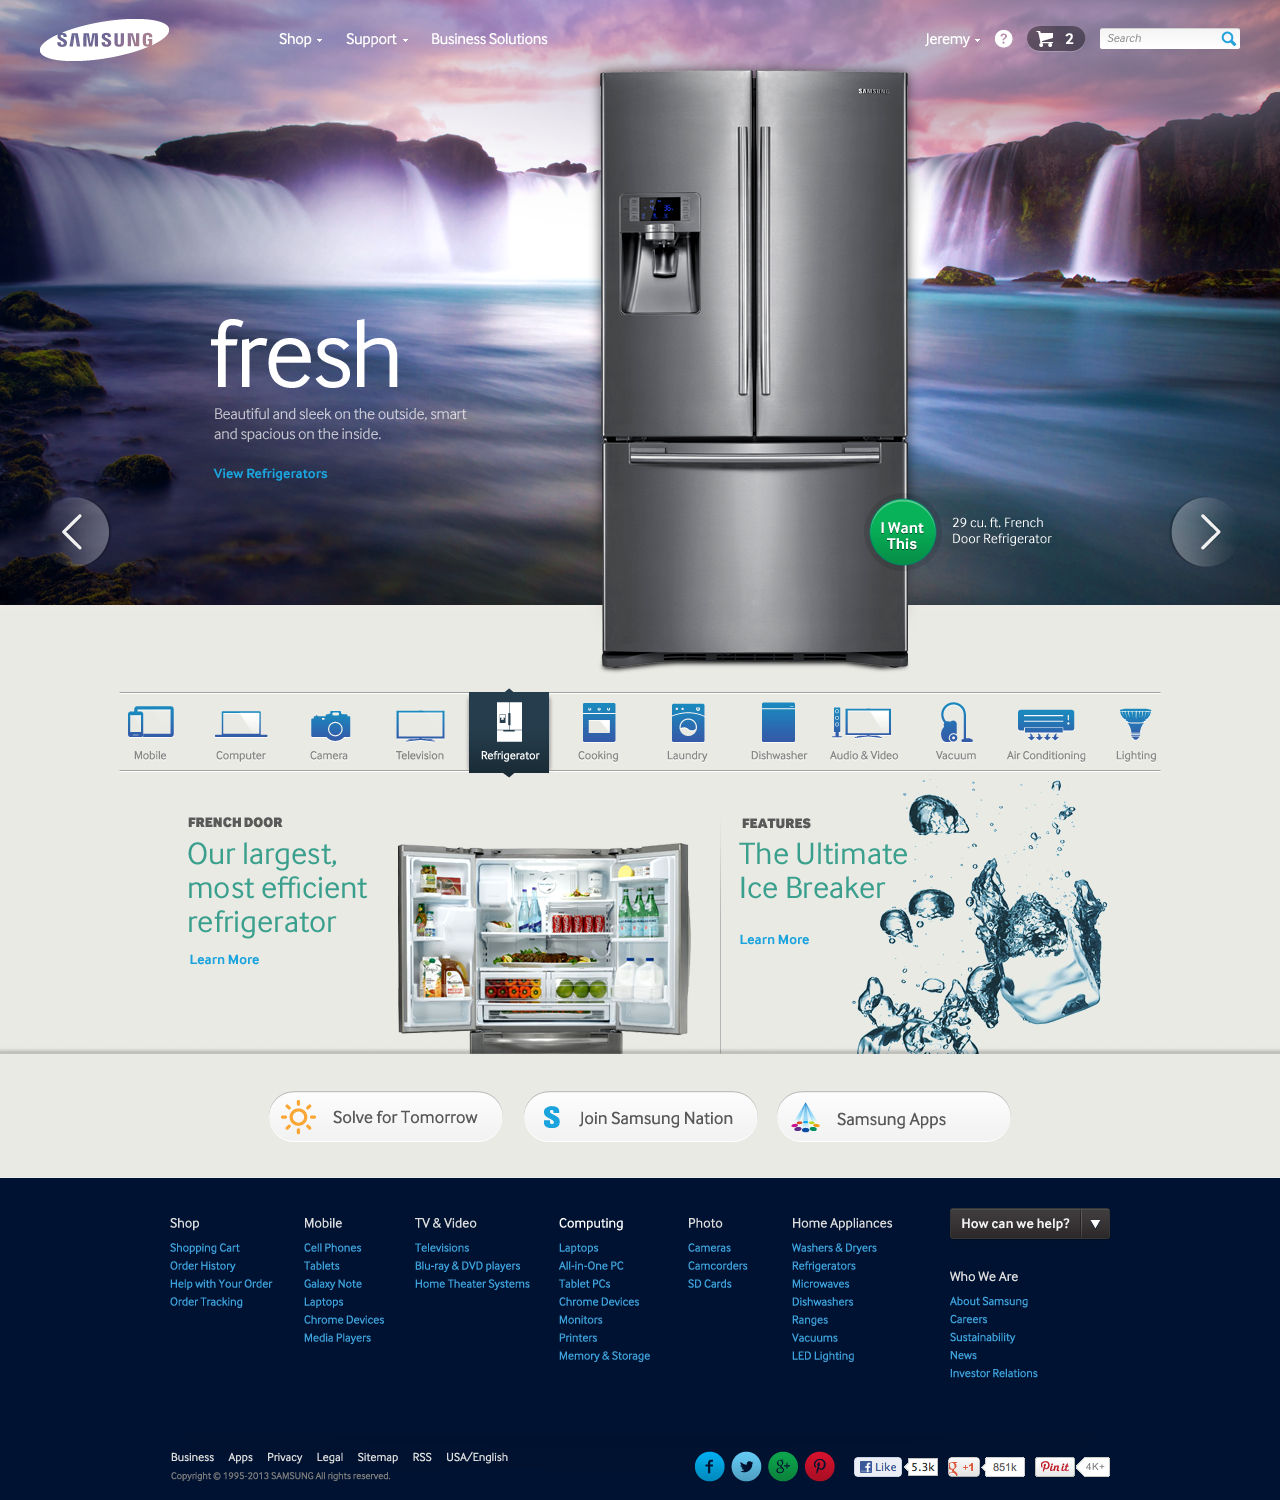 SAMSUNG
Shop
Support
Business Solutions
Jeremy
?
2
Search
SAMSUNG
fresh
Beautiful and sleek on the outside, smart
and spacious on the inside.
View Refrigerators
I Want
This
29 cu. ft. French
Door Refrigerator
Mobile
Computer
Camera
Television
Refrigerator
Cooking
Laundry
Dishwasher
Audio & Video
Vacuum
Air Conditioning
Lighting
FRENCH DOOR
Our largest,
most efficient
refrigerator
Learn More
FEATURES
The Ultimate
Ice Breaker
Learn More
Solve for Tomorrow
S
Join Samsung Nation
Samsung Apps
Shop
Shopping Cart
Order History
Help with Your Order
Order Tracking
Mobile
Cell Phones
Tablets
Galaxy Note
Laptops
Chrome Devices
Media Players
TV & Video
Televisions
Blu-ray & DVD players
Home Theater Systems
Computing
Laptops
All-in-One PC
Tablet PCs
Chrome Devices
Monitors
Printers
Memory & Storage
Photo
Cameras
Camcorders
SD Cards
Home Appliances
Washers & Dryers
Refrigerators
Microwaves
Dishwashers
Ranges
Vacuums
LED Lighting
How can we help?
Who We Are
About Samsung
Careers
Sustainability
News
Investor Relations
Business
Apps
Privacy
Legal
Sitemap
RSS
USA/English
Copyright © 1995-2013 SAMSUNG All rights reserved.
f
g+
f Like
5.3k
g +1
851k
Pin it
4K+